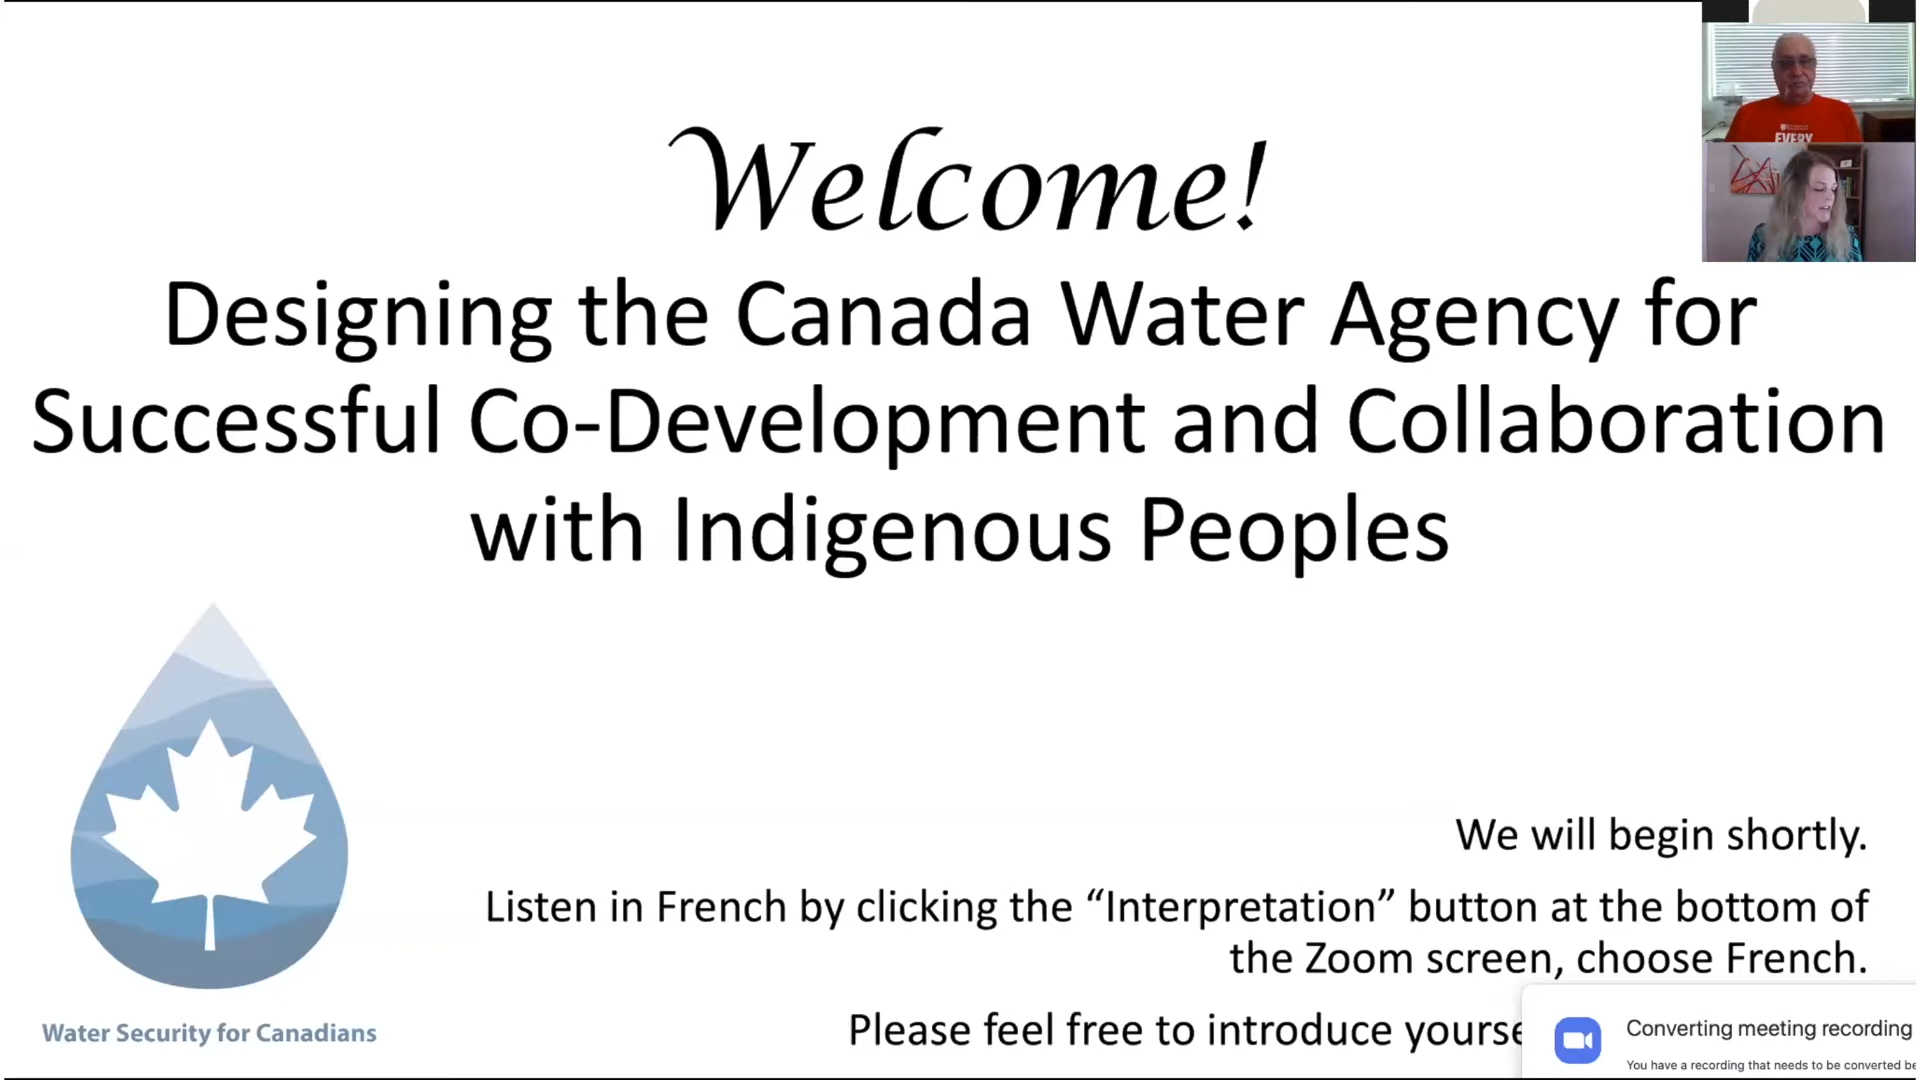 Welcome!
Designing the Canada Water Agency for
Successful Co-Development and Collaboration
with Indigenous Peoples
We will begin shortly.
Listen in French by clicking the “Interpretation” button at the bottom of
the Zoom screen, choose French.
Please feel free to introduce yourse
Water Security for Canadians
Converting meeting recording
You have a recording that needs to be converted be
EVERY